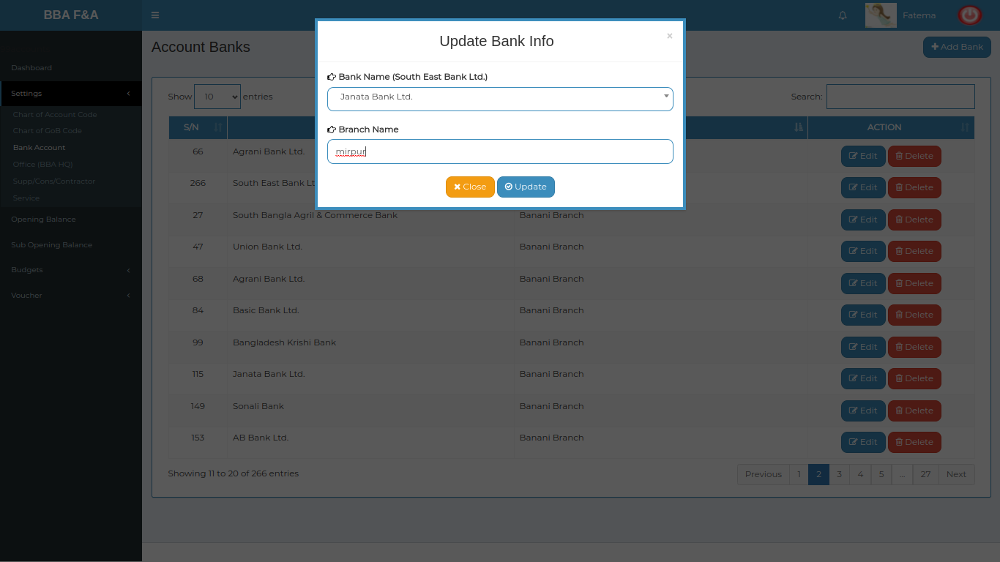 BBA F&A
Fatema
Update Bank Info
×
Account Banks
Add Bank
Dashboard
Settings
Chart of Account Code
Chart of GoB Code
Bank Account
Office (BBA HQ)
Supp/Cons/Contractor
Service
Opening Balance
Sub Opening Balance
Budgets
Voucher
Bank Name (South East Bank Ltd.)
Janata Bank Ltd.
Branch Name
mirpur
Close Update
Show 10 entries
Search:
S/N ACTION
66 Agrani Bank Ltd. Edit Delete
266 South East Bank Lt Edit Delete
27 South Bangla Agril & Commerce Bank Banani Branch Edit Delete
47 Union Bank Ltd. Banani Branch Edit Delete
68 Agrani Bank Ltd. Banani Branch Edit Delete
84 Basic Bank Ltd. Banani Branch Edit Delete
99 Bangladesh Krishi Bank Banani Branch Edit Delete
115 Janata Bank Ltd. Banani Branch Edit Delete
149 Sonali Bank Banani Branch Edit Delete
153 AB Bank Ltd. Banani Branch Edit Delete
Showing 11 to 20 of 266 entries
Previous 1 2 3 4 5 ... 27 Next